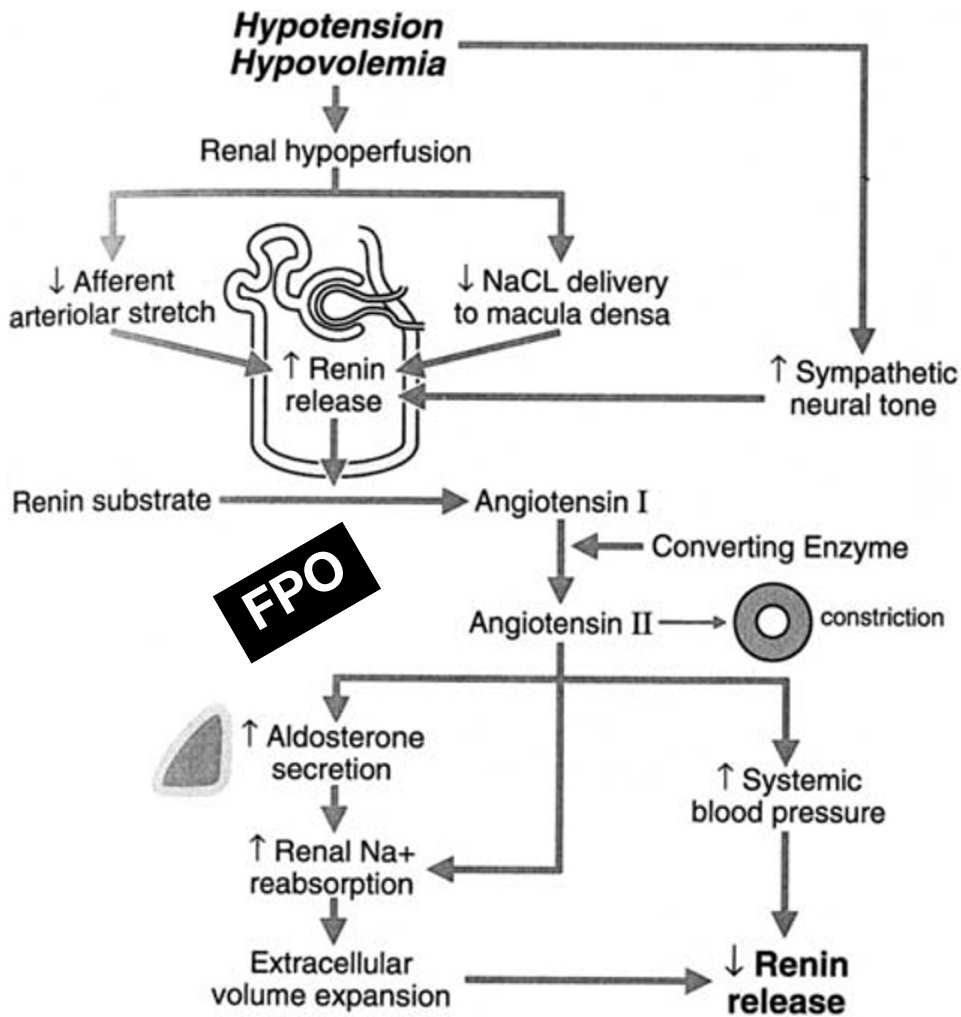 Hypotension
Hypovolemia
Renal hypoperfusion
↓ Afferent
arteriolar stretch
↓ NaCL delivery
to macula densa
↑ Renin
release
↑ Sympathetic
neural tone
Renin substrate
Angiotensin I
Converting Enzyme
FPO
Angiotensin II
constriction
↑ Aldosterone
secretion
↑ Systemic
blood pressure
↑ Renal Na+
reabsorption
Extracellular
volume expansion
↓ Renin
release